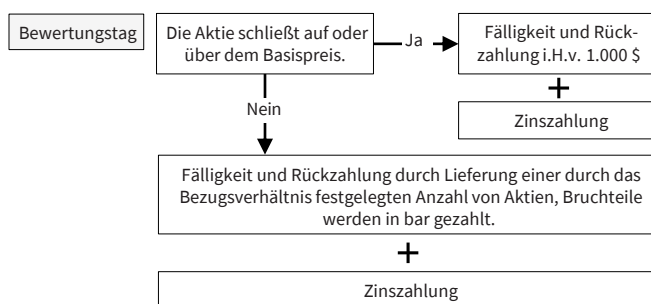 Bewertungstag
Die Aktie schließt auf oder
über dem Basispreis.
Ja
Fälligkeit und Rück-
zahlung i.H.v. 1.000 $
+
Zinszahlung
Nein
Fälligkeit und Rückzahlung durch Lieferung einer durch das
Bezugsverhältnis festgelegten Anzahl von Aktien, Bruchteile
werden in bar gezahlt.
+
Zinszahlung